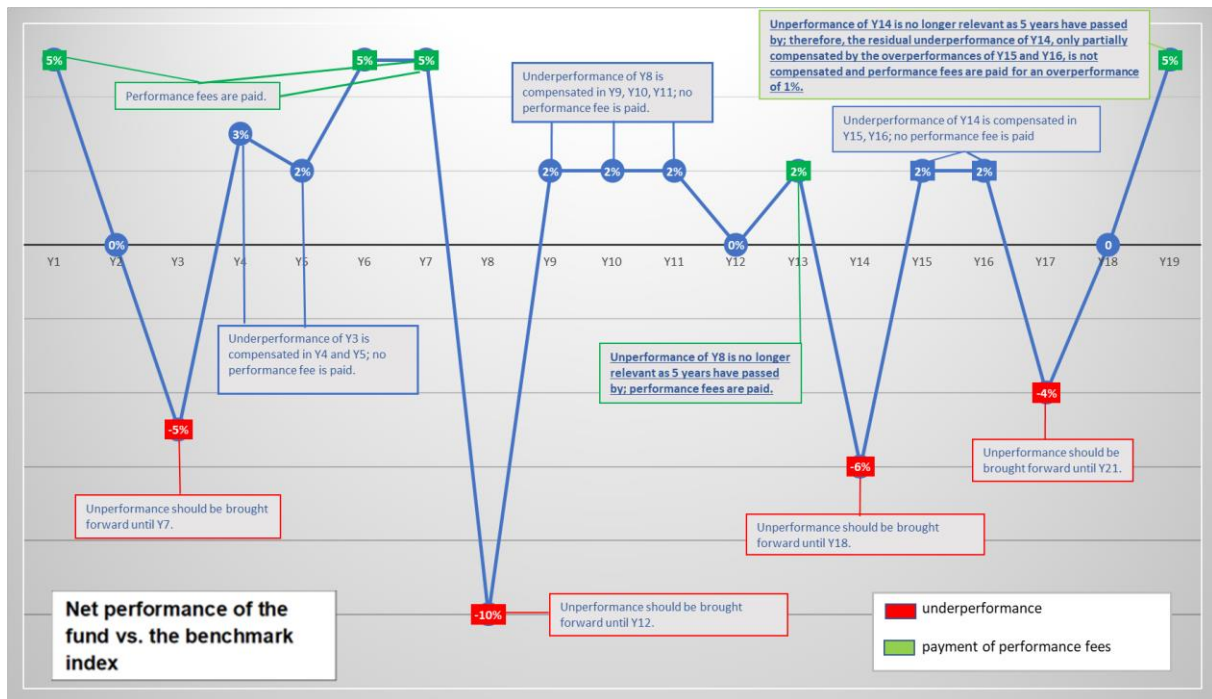 Unperformance of Y14 is no longer relevant as 5 years have passed
by; therefore, the residual underperformance of Y14, only partially
compensated by the overperformances of Y15 and Y16, is not
compensated and performance fees are paid for an overperformance
of 1%.
5%
5%
5%
5%
Performance fees are paid.
Underperformance of Y8 is
compensated in Y9, Y10, Y11; no
performance fee is paid.
Underperformance of Y14 is compensated in
Y15, Y16; no performance fee is paid
3%
2%
2%
2%
2%
2%
2%
2%
0%
0%
0
Y1
Y2
Y3
Y4
Y5
Y6
Y7
Y8
Y9
Y10
Y11
Y12
Y13
Y14
Y15
Y16
Y17
Y18
Y19
Underperformance of Y3 is
compensated in Y4 and Y5; no
performance fee is paid.
Unperformance of Y8 is no longer
relevant as 5 years have passed
by; performance fees are paid.
-4%
-5%
-6%
Unperformance should be
brought forward until Y21.
Unperformance should be brought
forward until Y7.
Unperformance should be brought
forward until Y18.
-10%
Unperformance should be brought
forward until Y12.
Net performance of the
fund vs. the benchmark
index
underperformance
payment of performance fees